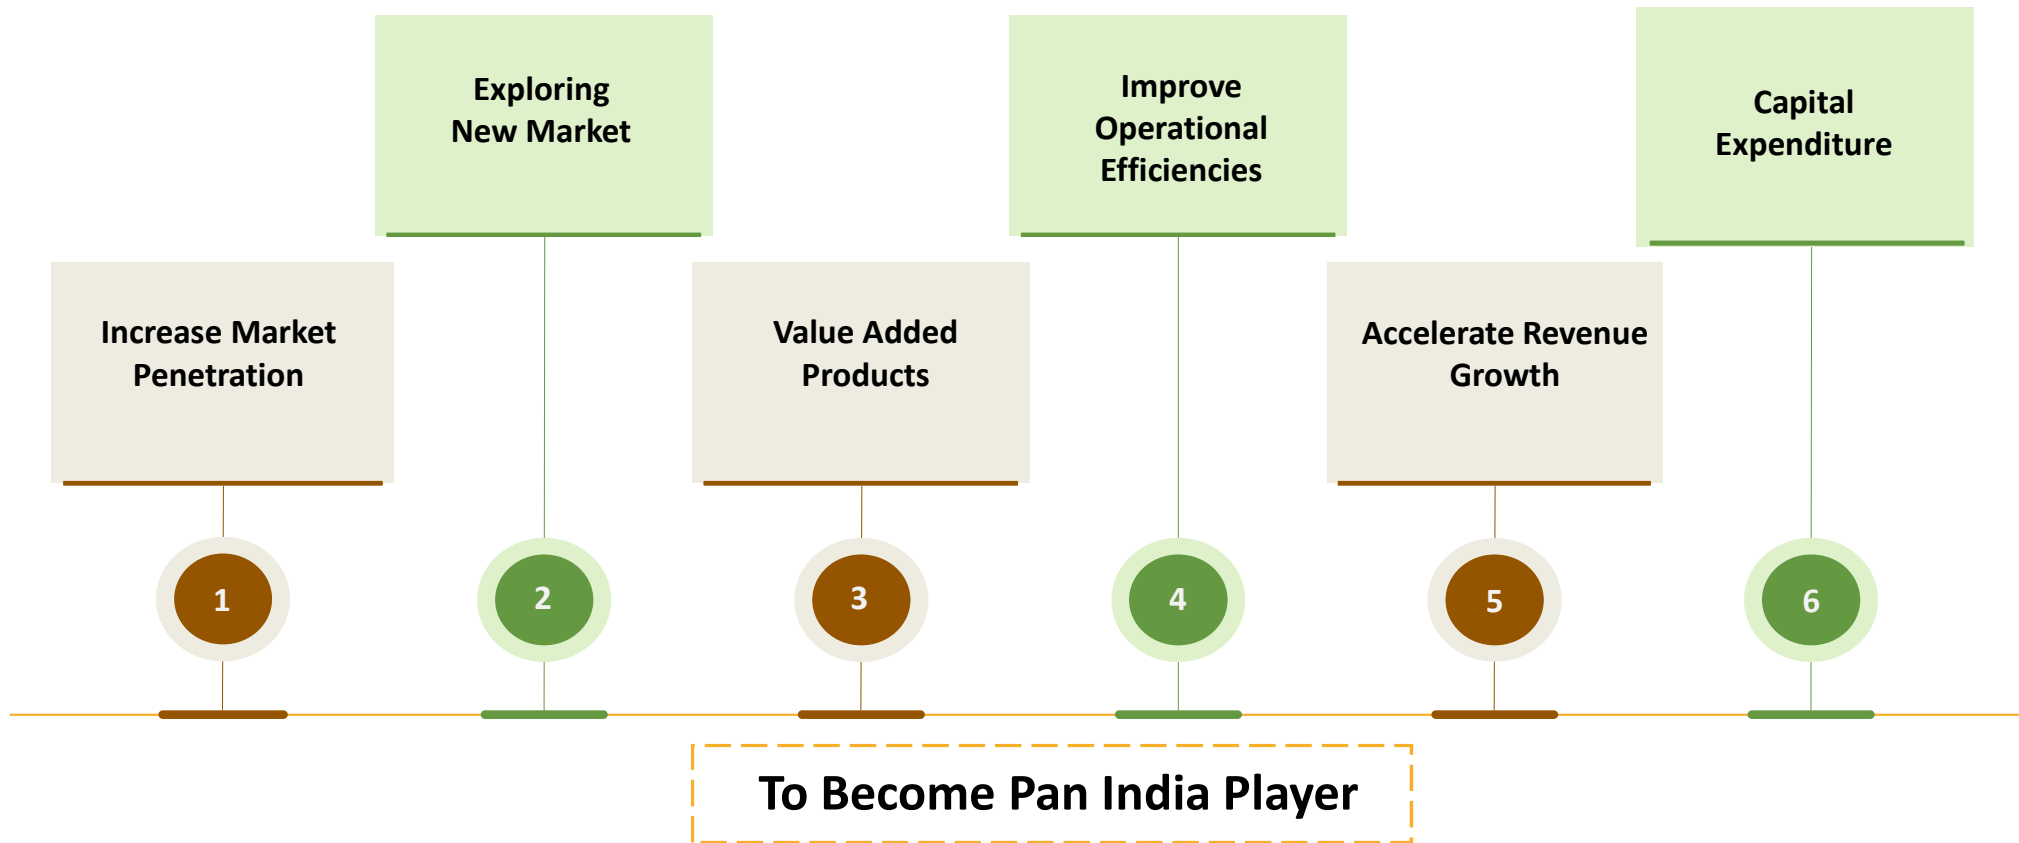 Increase Market
Penetration
1
Exploring
New Market
2
Value Added
Products
3
Improve
Operational
Efficiencies
4
Accelerate Revenue
Growth
5
Capital
Expenditure
6
To Become Pan India Player